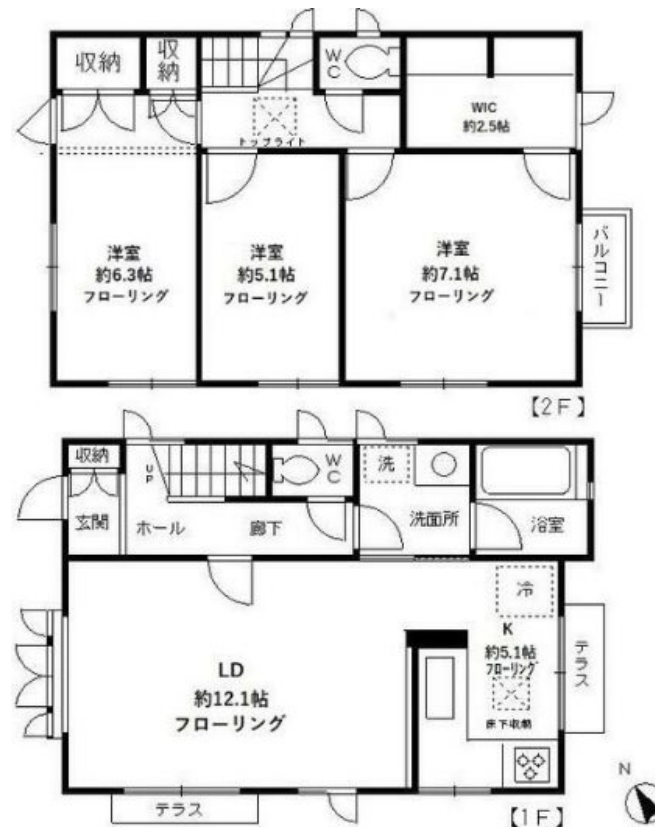 収納
収納
WC
WIC
約2.5帖
トップライト
洋室
約6.3帖
フローリング
洋室
約5.1帖
フローリング
洋室
約7.1帖
フローリング
バルコニー
【2F】
収納
UP
WC
洗
玄関
ホール
廊下
洗面所
浴室
冷
K
約5.1帖
フローリング
床下収納
LD
約12.1帖
フローリング
テラス
テラス
N
【1F】